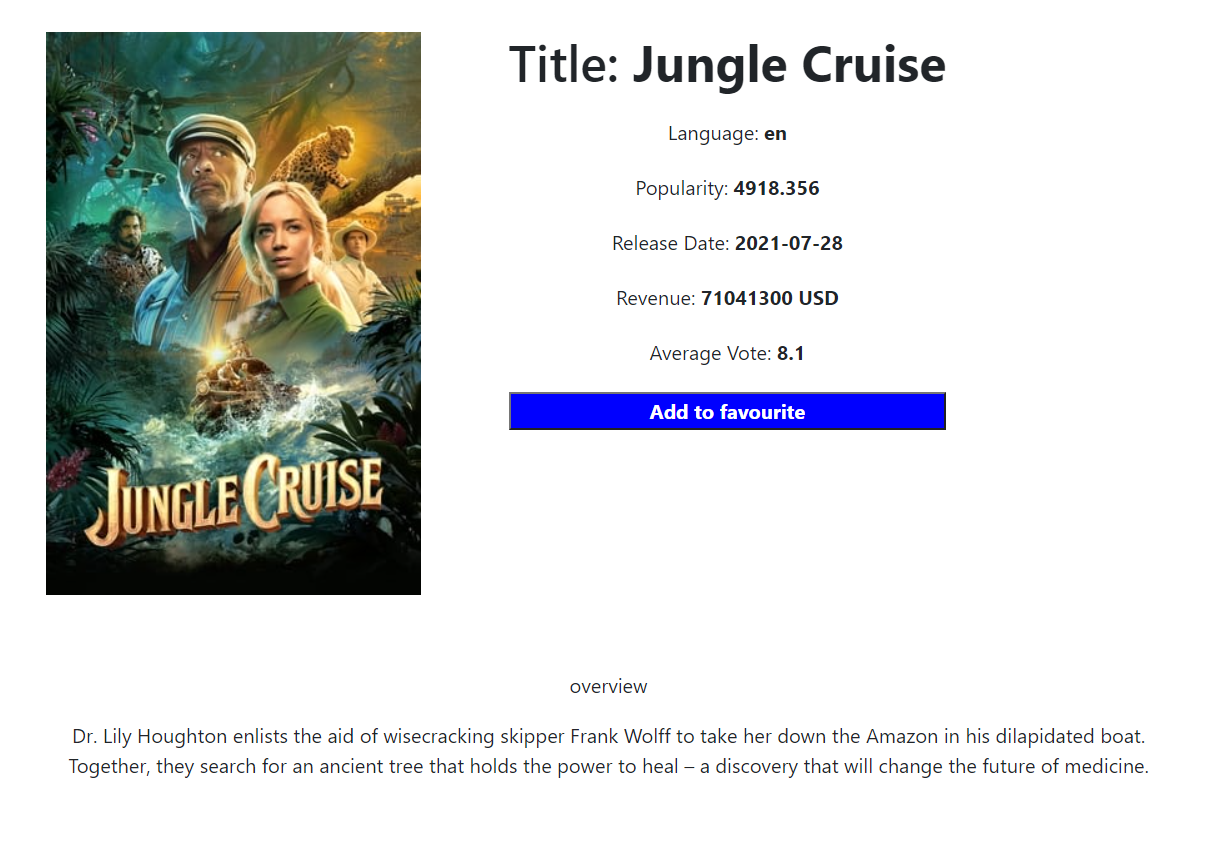 JUNGLE CRUISE
Title: Jungle Cruise
Language: en
Popularity: 4918.356
Release Date: 2021-07-28
Revenue: 71041300 USD
Average Vote: 8.1
Add to favourite
overview
Dr. Lily Houghton enlists the aid of wisecracking skipper Frank Wolff to take her down the Amazon in his dilapidated boat.
Together, they search for an ancient tree that holds the power to heal – a discovery that will change the future of medicine.